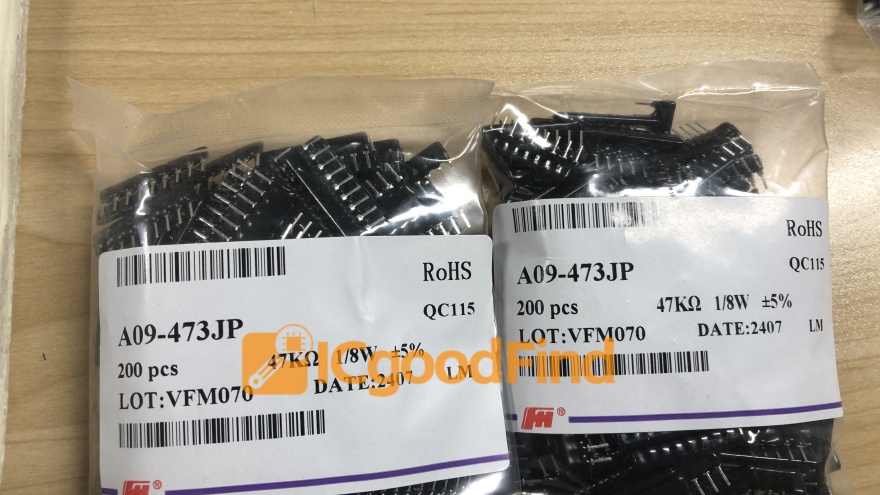 RoHS
QC115
A09-473JP
200 pcs 47KΩ 1/8W ±5%
LOT:VFM070 DATE:2407 LM
®
RoHS
QC115
A09-473JP
200 pcs 47KΩ 1/8W ±5%
LOT:VFM070 DATE:2407 LM
®
ICgoodFind